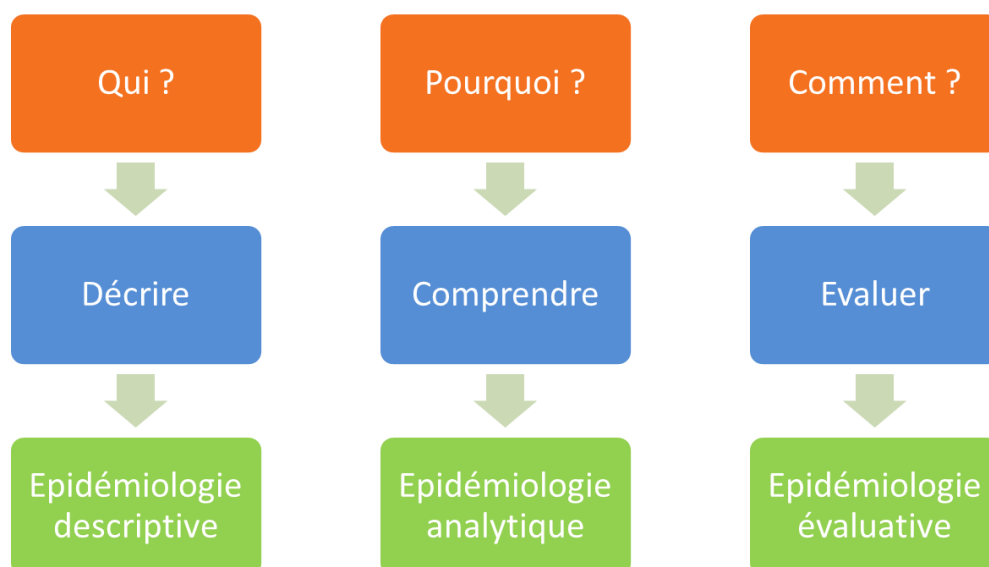 Qui ?
Pourquoi ?
Comment ?
Décrire
Comprendre
Evaluer
Epidémiologie
descriptive
Epidémiologie
analytique
Epidémiologie
évaluative